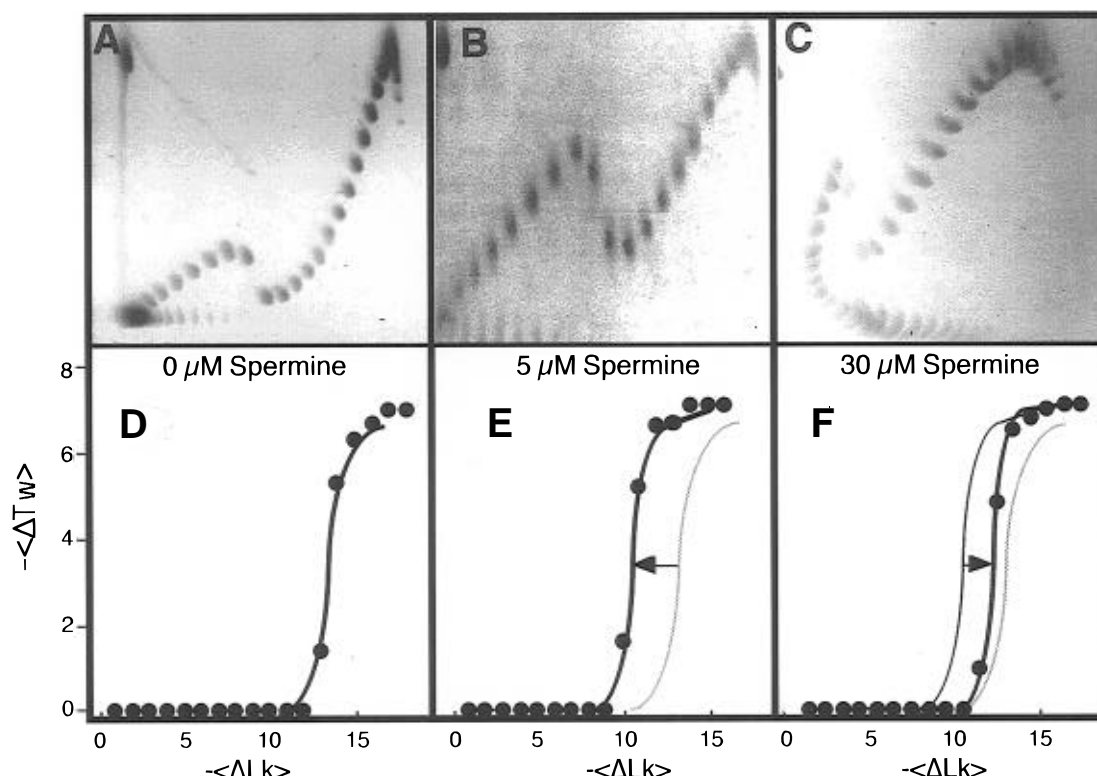 A B C
0 µM Spermine 5 µM Spermine 30 µM Spermine
D E F
-<ΔTw>
8
6
4
2
0
0 5 10 15 0 5 10 15 0 5 10 15
-<ΔLk> -<ΔLk> -<ΔLk>